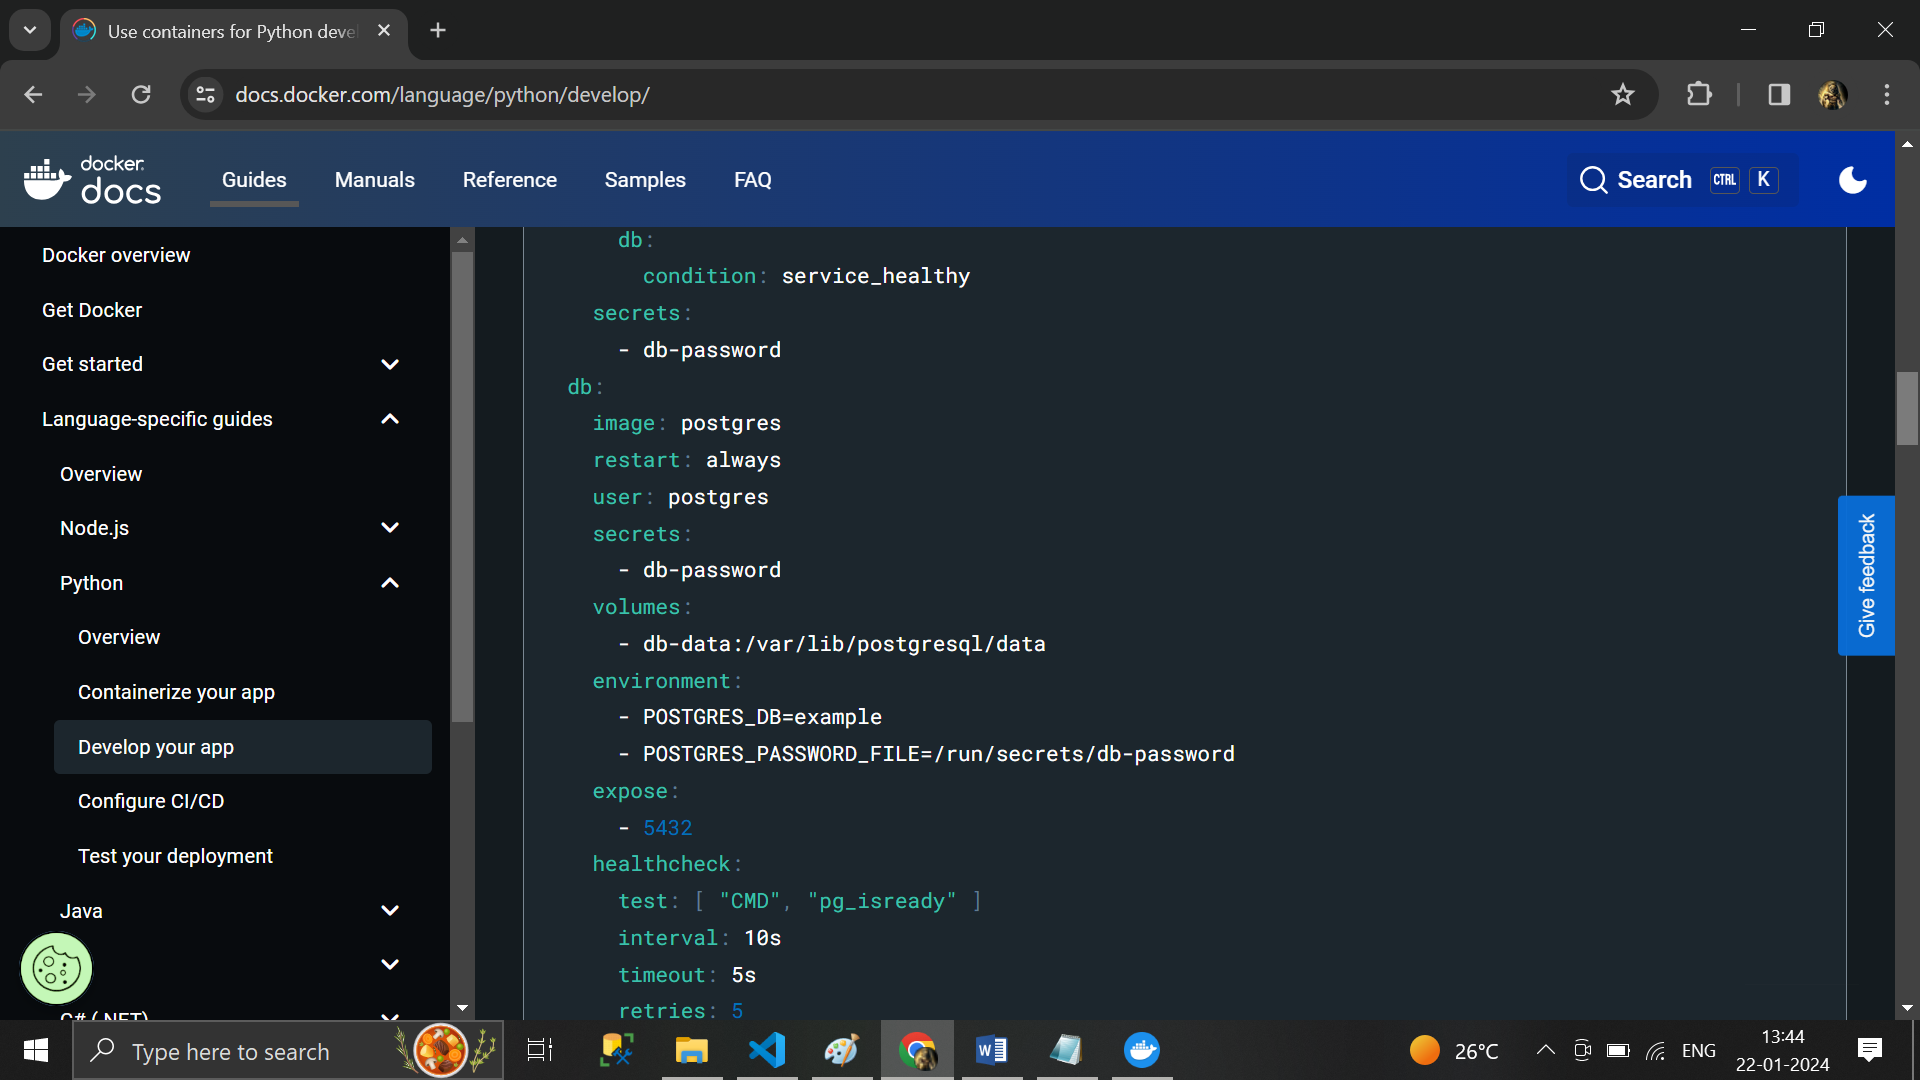 Use containers for Python deve
docs.docker.com/language/python/develop/
docker
docs
Guides
Manuals
Reference
Samples
FAQ
Search
CTRL
K
Docker overview
Get Docker
Get started
Language-specific guides
Overview
Node.js
Python
Overview
Containerize your app
Develop your app
Configure CI/CD
Test your deployment
Java
C# (.NET)
db:
condition: service_healthy
secrets:
- db-password
db:
image: postgres
restart: always
user: postgres
secrets:
- db-password
volumes:
- db-data:/var/lib/postgresql/data
environment:
- POSTGRES_DB=example
- POSTGRES_PASSWORD_FILE=/run/secrets/db-password
expose:
- 5432
healthcheck:
test: [ "CMD", "pg_isready" ]
interval: 10s
timeout: 5s
retries: 5
Give feedback
Type here to search
26°C
ENG
13:44
22-01-2024